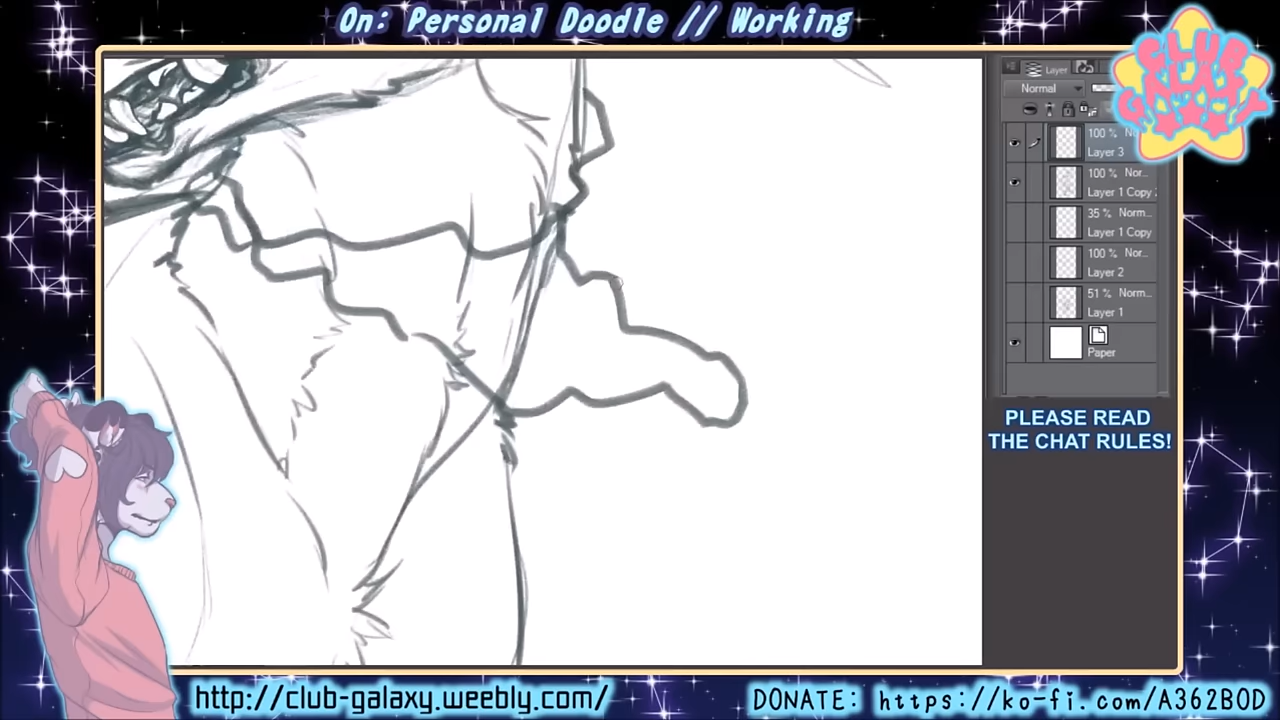 On: Personal Doodle // Working
CLUB
GALAXY
Layer
Normal
100 %
Layer 3
100 % Nor...
Layer 1 Copy
35 % Norm...
Layer 1 Copy
100 % Nor...
Layer 2
51 % Norm...
Layer 1
Paper
PLEASE READ
THE CHAT RULES!
http://club-galaxy.weebly.com/
DONATE: https://ko-fi.com/A362BOD